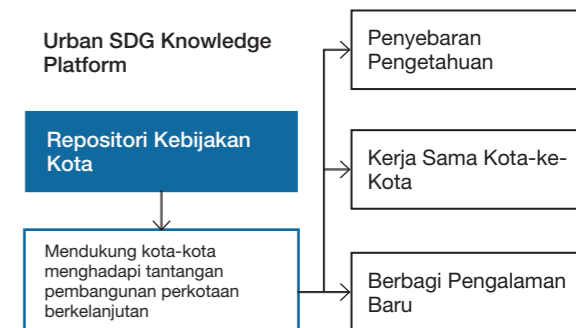 Urban SDG Knowledge
Platform
Repositori Kebijakan
Kota
Mendukung kota-kota
menghadapi tantangan
pembangunan perkotaan
berkelanjutan
Penyebaran
Pengetahuan
Kerja Sama Kota-ke-
Kota
Berbagi Pengalaman
Baru